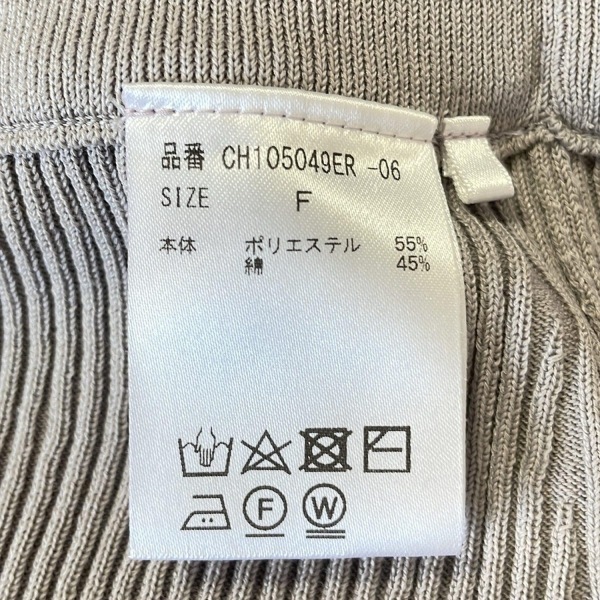 品番 CH105049ER -06
SIZE F
本体 ポリエステル 55%
綿 45%
F W